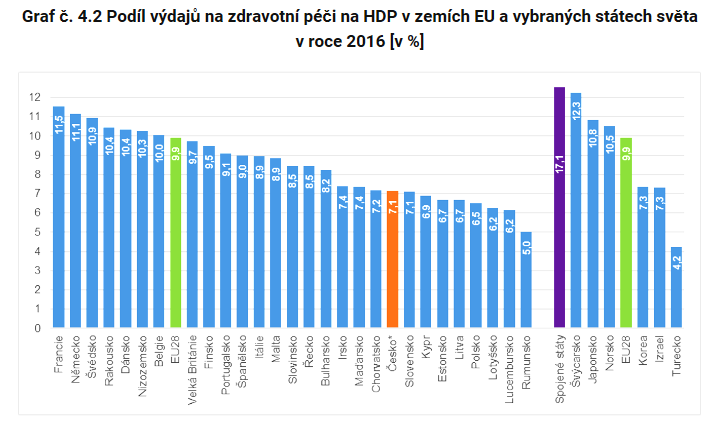 Graf č. 4.2 Podíl výdajů na zdravotní péči na HDP v zemích EU a vybraných státech světa
v roce 2016 [v %]
12
11
10
9
8
7
6
5
4
3
2
1
0
11,5
11,1
10,9
10,4
10,4
10,3
10,0
9,9
9,7
9,5
9,1
9,0
8,9
8,9
8,5
8,5
8,2
7,4
7,4
7,2
7,1
7,1
6,9
6,7
6,7
6,5
6,2
6,2
5,0
17,1
12,3
10,8
10,5
9,9
7,3
7,3
4,2
Francie
Německo
Švédsko
Rakousko
Dánsko
Nizozemsko
Belgie
EU28
Velká Británie
Finsko
Portugalsko
Španělsko
Itálie
Malta
Slovinsko
Řecko
Bulharsko
Irsko
Maďarsko
Chorvatsko
Česko*
Slovensko
Kypr
Estonsko
Litva
Polsko
Lotyšsko
Lucembursko
Rumunsko
Spojené státy
Švýcarsko
Japonsko
Norsko
EU28
Korea
Izrael
Turecko